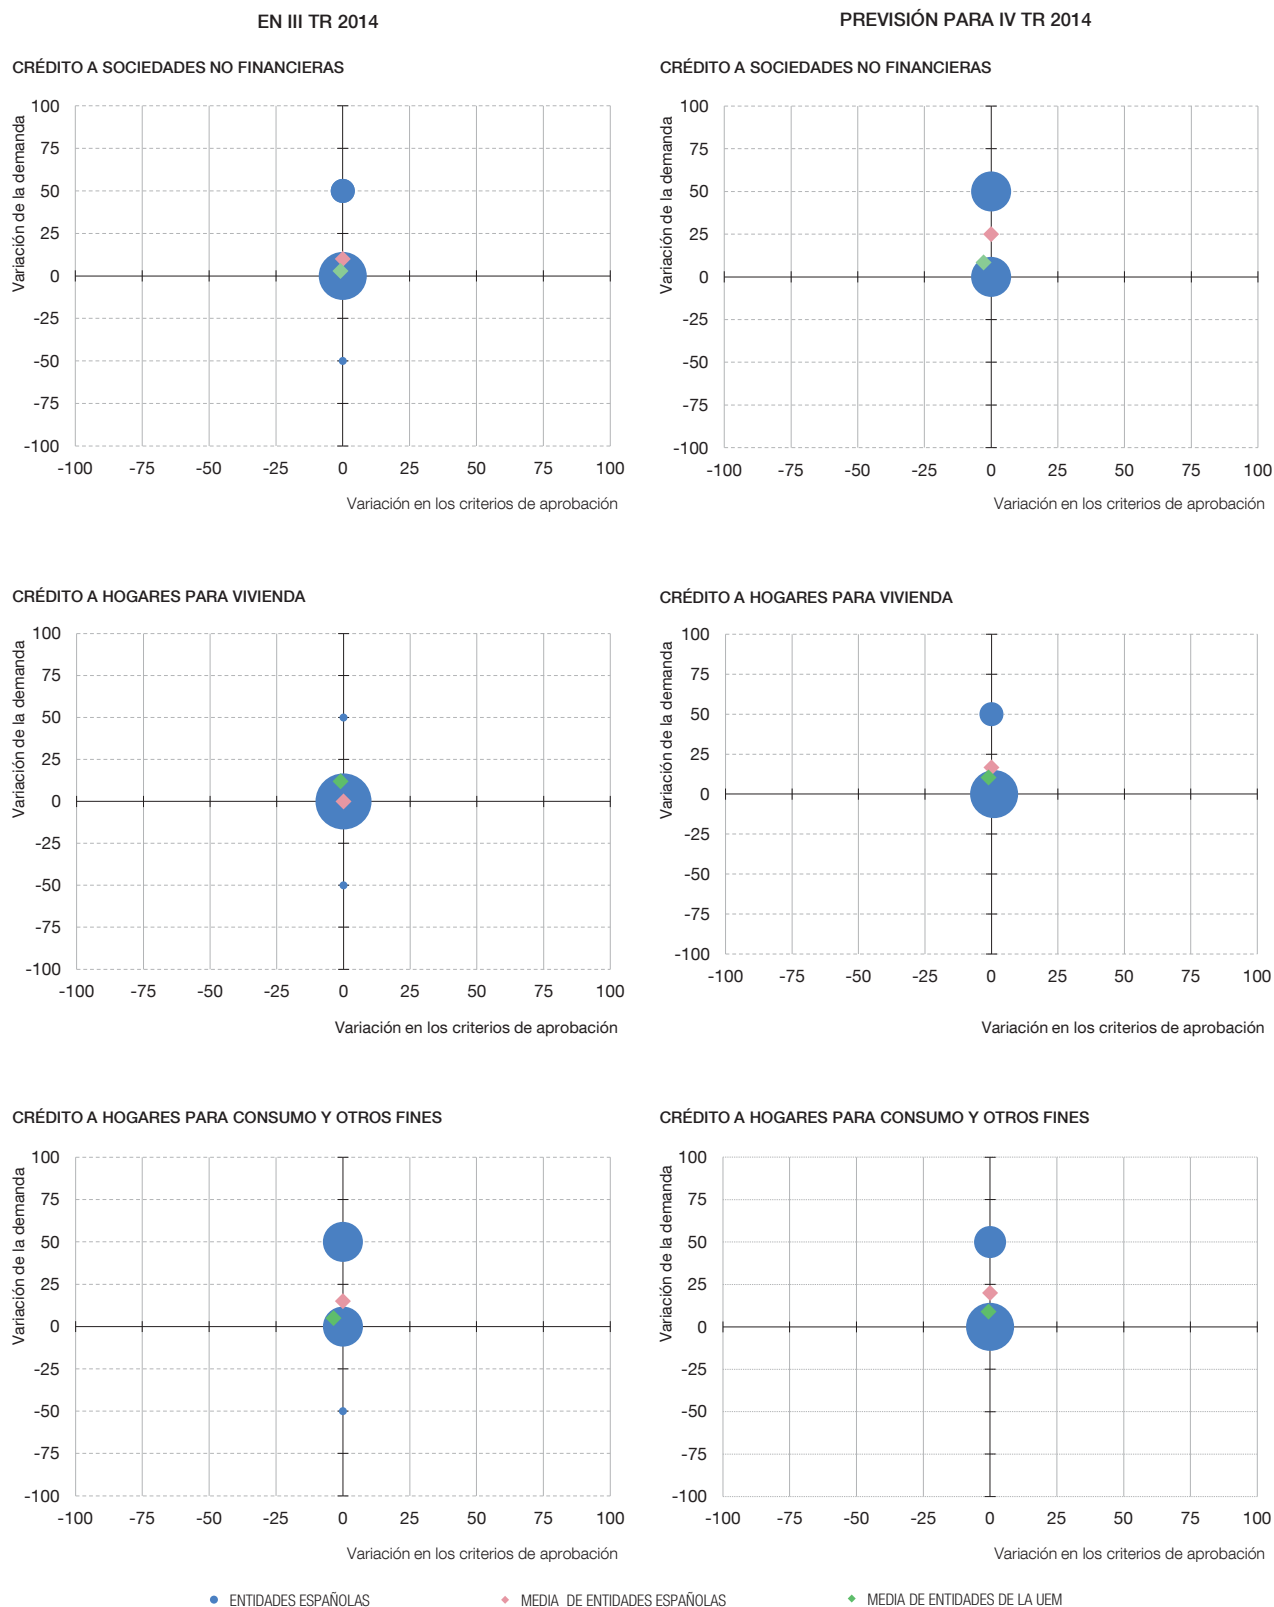 EN III TR 2014
PREVISIÓN PARA IV TR 2014
CRÉDITO A SOCIEDADES NO FINANCIERAS
Variación de la demanda
100
75
50
25
0
-25
-50
-75
-100
-100 -75 -50 -25 0 25 50 75 100
Variación en los criterios de aprobación
CRÉDITO A SOCIEDADES NO FINANCIERAS
Variación de la demanda
100
75
50
25
0
-25
-50
-75
-100
-100 -75 -50 -25 0 25 50 75 100
Variación en los criterios de aprobación
CRÉDITO A HOGARES PARA VIVIENDA
Variación de la demanda
100
75
50
25
0
-25
-50
-75
-100
-100 -75 -50 -25 0 25 50 75 100
Variación en los criterios de aprobación
CRÉDITO A HOGARES PARA VIVIENDA
Variación de la demanda
100
75
50
25
0
-25
-50
-75
-100
-100 -75 -50 -25 0 25 50 75 100
Variación en los criterios de aprobación
CRÉDITO A HOGARES PARA CONSUMO Y OTROS FINES
Variación de la demanda
100
75
50
25
0
-25
-50
-75
-100
-100 -75 -50 -25 0 25 50 75 100
Variación en los criterios de aprobación
CRÉDITO A HOGARES PARA CONSUMO Y OTROS FINES
Variación de la demanda
100
75
50
25
0
-25
-50
-75
-100
-100 -75 -50 -25 0 25 50 75 100
Variación en los criterios de aprobación
ENTIDADES ESPAÑOLAS
MEDIA DE ENTIDADES ESPAÑOLAS
MEDIA DE ENTIDADES DE LA UEM